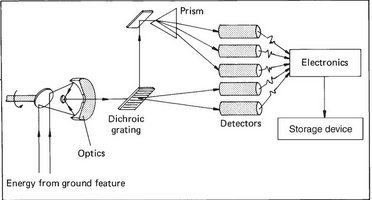 Prism
Electronics
Dichroic
grating
Detectors
Optics
Storage device
Energy from ground feature